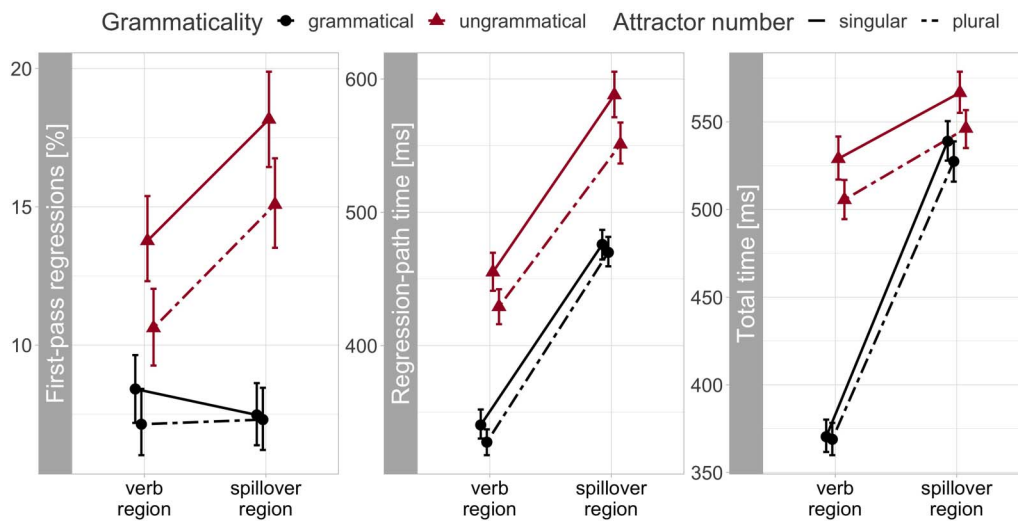 Grammaticality grammatical ungrammatical Attractor number singular plural
First-pass regressions [%]
20
15
10
verb region
spillover region
Regression-path time [ms]
600
500
400
verb region
spillover region
Total time [ms]
550
500
450
400
350
verb region
spillover region